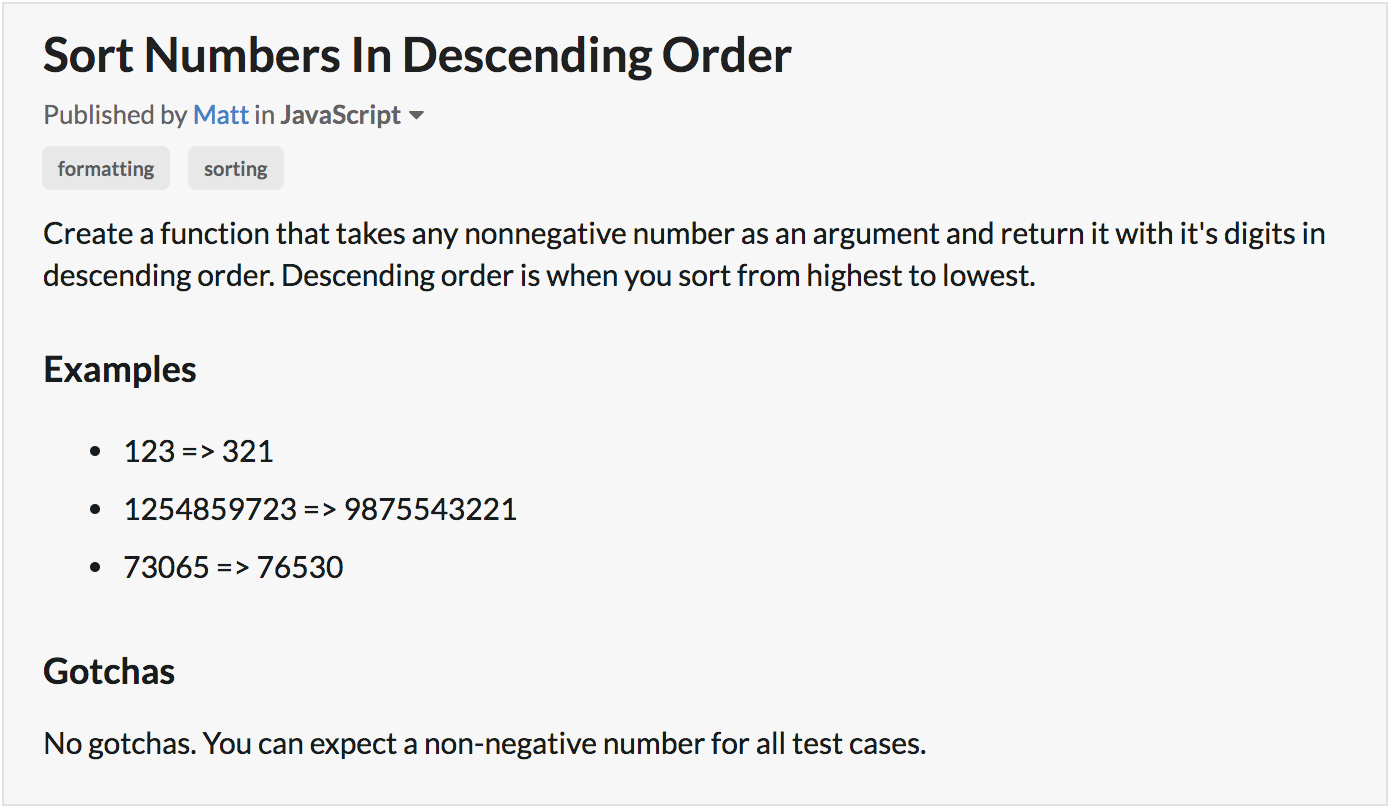 Sort Numbers In Descending Order
Published by Matt in JavaScript
formatting sorting
Create a function that takes any nonnegative number as an argument and return it with it's digits in
descending order. Descending order is when you sort from highest to lowest.
Examples
• 123 => 321
• 1254859723 => 9875543221
• 73065 => 76530
Gotchas
No gotchas. You can expect a non-negative number for all test cases.